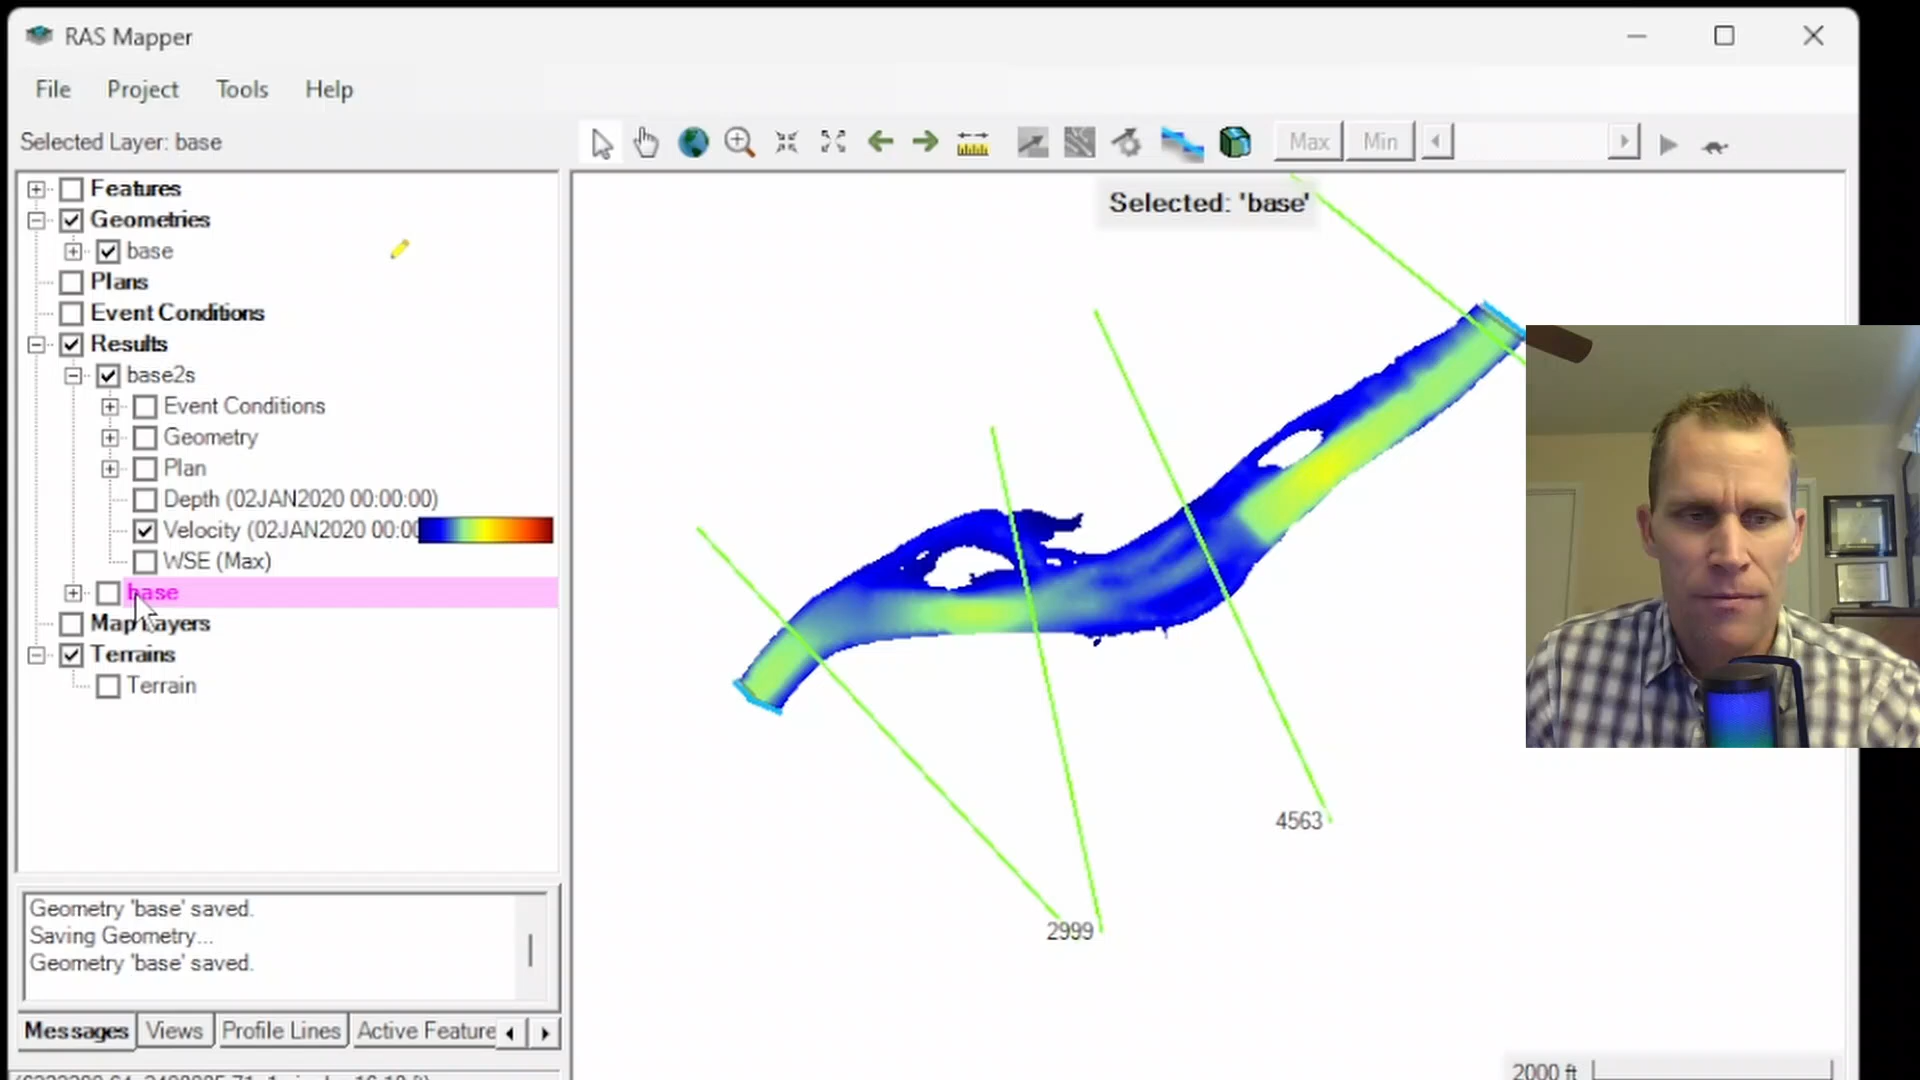 RAS Mapper
File Project Tools Help
Selected Layer: base
Max Min
Features
Geometries
base
Plans
Event Conditions
Results
base2s
Event Conditions
Geometry
Plan
Depth (02JAN2020 00:00:00)
Velocity (02JAN2020 00:00
WSE (Max)
base
Map Layers
Terrains
Terrain
Selected: 'base'
4563
2999
Geometry 'base' saved.
Saving Geometry...
Geometry 'base' saved.
Messages Views Profile Lines Active Feature
2000 ft